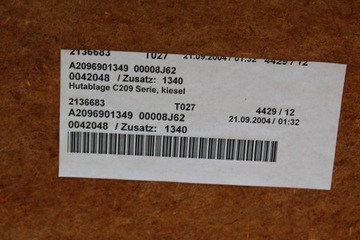 2136683 T027 21.09.2004 / 01:32 4429 / 12
A2096901349 00008J62
0042048 / Zusatz: 1340
Hutablage C209 Serie, kiesel
2136683 T027 4429 / 12
A2096901349 00008J62 21.09.2004 / 01:32
0042048 / Zusatz: 1340